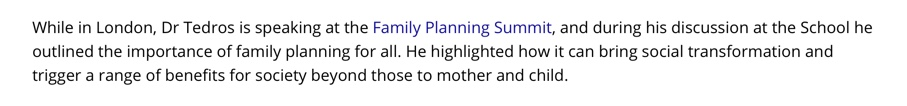 While in London, Dr Tedros is speaking at the Family Planning Summit, and during his discussion at the School he
outlined the importance of family planning for all. He highlighted how it can bring social transformation and
trigger a range of benefits for society beyond those to mother and child.